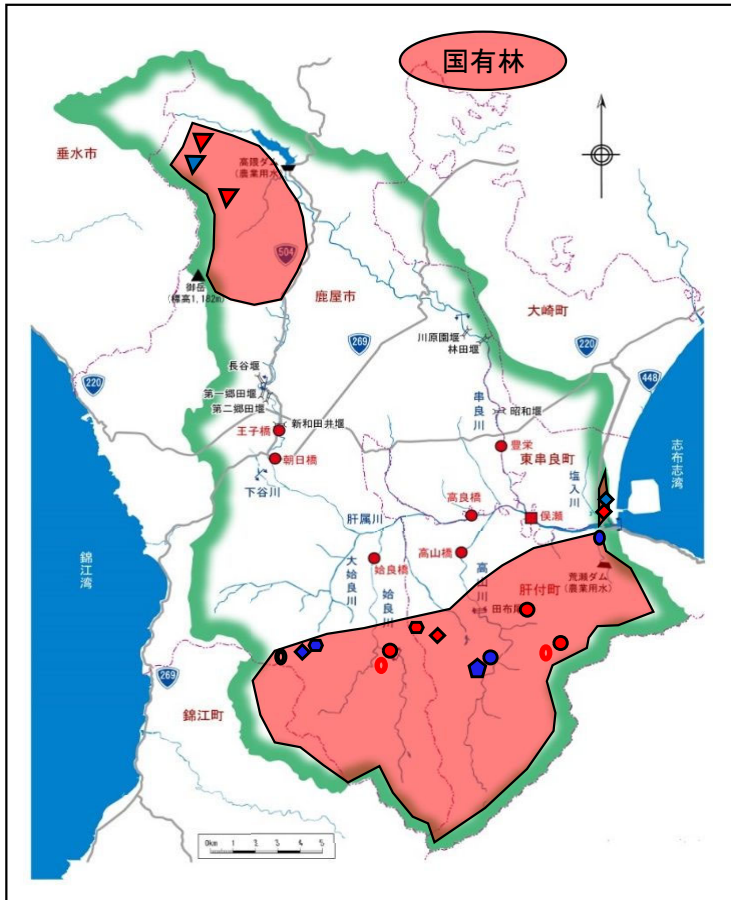 国有林
垂水市
高隈ダム
(農業用水)
504
御岳
(標高1,182m)
鹿屋市
大崎町
269
川原園堰
林田堰
220
220
448
長谷堰
第一郷田堰
第二郷田堰
串良川
昭和堰
新和田井堰
王子橋
豊栄
志布志湾
朝日橋
東串良町
塩入川
下谷川
高良橋
俣瀬
肝属川
錦江湾
大姶良川
姶良橋
高山橋
高山川
荒瀬ダム
(農業用水)
肝付町
姶良川
田布尾
269
錦江町
0km 1 2 3 4 5